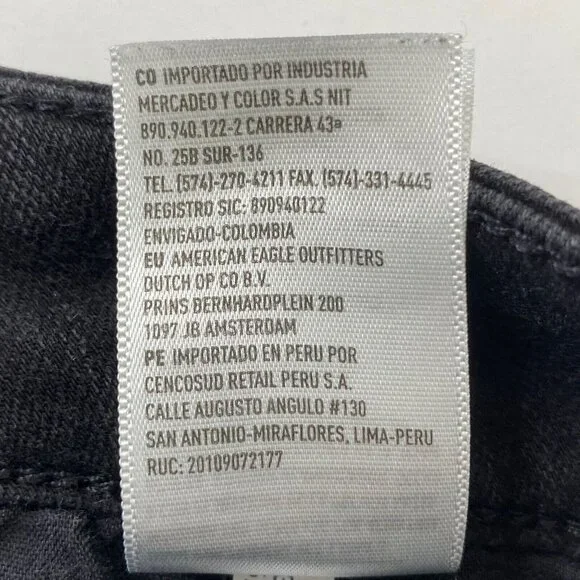 CO IMPORTADO POR INDUSTRIA
MERCADEO Y COLOR S.A.S NIT
890.940.122-2 CARRERA 43ª
NO. 25B SUR-136
TEL. (574)-270-4211 FAX. (574)-331-4445
REGISTRO SIC: 890940122
ENVIGADO-COLOMBIA
EU AMERICAN EAGLE OUTFITTERS
DUTCH OP CO B.V.
PRINS BERNHARDPLEIN 200
1097 JB AMSTERDAM
PE IMPORTADO EN PERU POR
CENCOSUD RETAIL PERU S.A.
CALLE AUGUSTO ANGULO #130
SAN ANTONIO-MIRAFLORES, LIMA-PERU
RUC: 20109072177